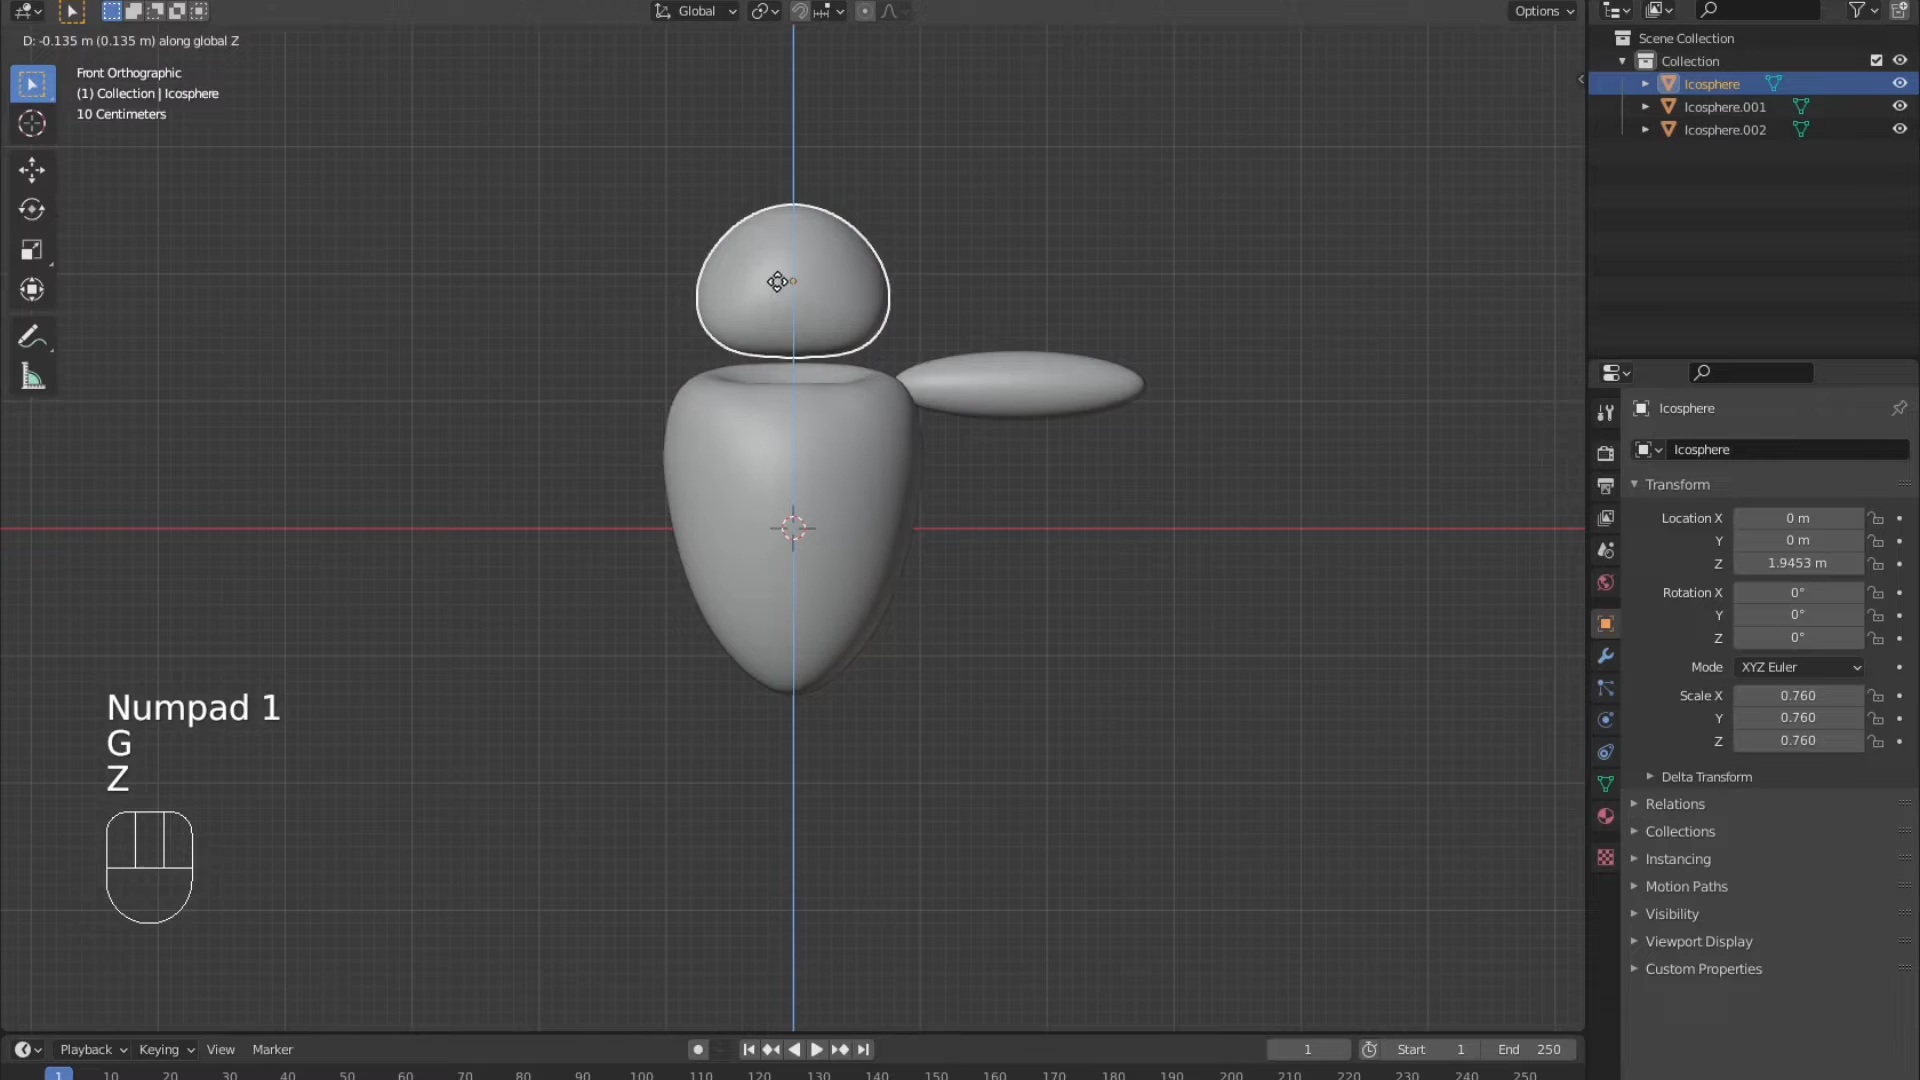 Global
Options
D: -0.135 m (0.135 m) along global Z
Front Orthographic
(1) Collection | Icosphere
10 Centimeters
Scene Collection
Collection
Icosphere
Icosphere.001
Icosphere.002
Icosphere
Icosphere
Transform
Location X 0 m
Y 0 m
Z 1.9453 m
Rotation X 0°
Y 0°
Z 0°
Mode XYZ Euler
Scale X 0.760
Y 0.760
Z 0.760
Delta Transform
Relations
Collections
Instancing
Motion Paths
Visibility
Viewport Display
Custom Properties
Numpad 1
G
Z
Playback Keying View Marker
1 Start 1 End 250
1 10 20 30 40 50 60 70 80 90 100 110 120 130 140 150 160 170 180 190 200 210 220 230 240 250